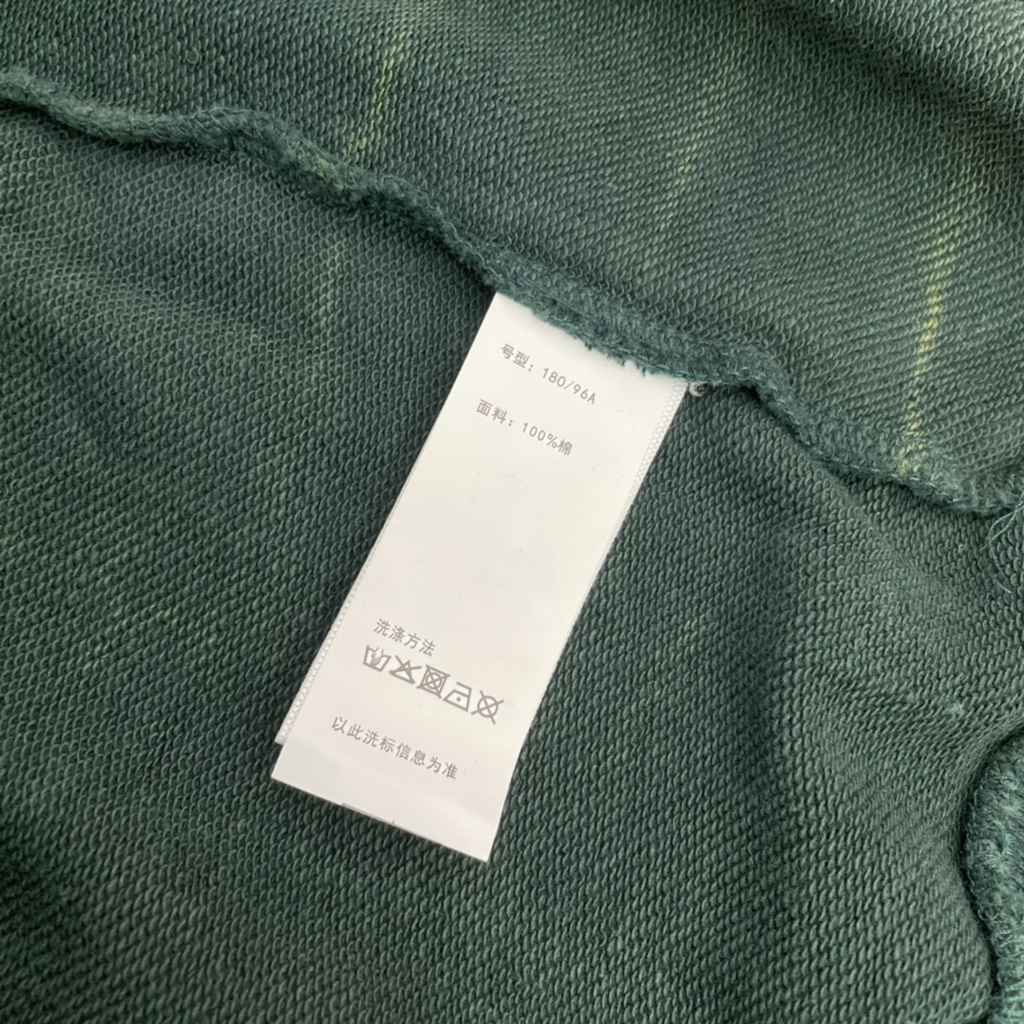 号型：180/96A
面料：100%棉
洗涤方法
以此洗标信息为准